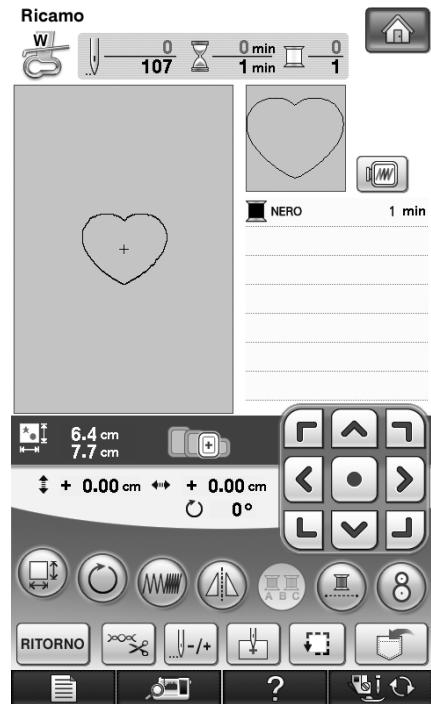 Ricamo
W
0 0 min 0
107 1 min 1
NERO 1 min
6.4 cm
7.7 cm
+ 0.00 cm + 0.00 cm
0°
A B C
RITORNO -/+
?